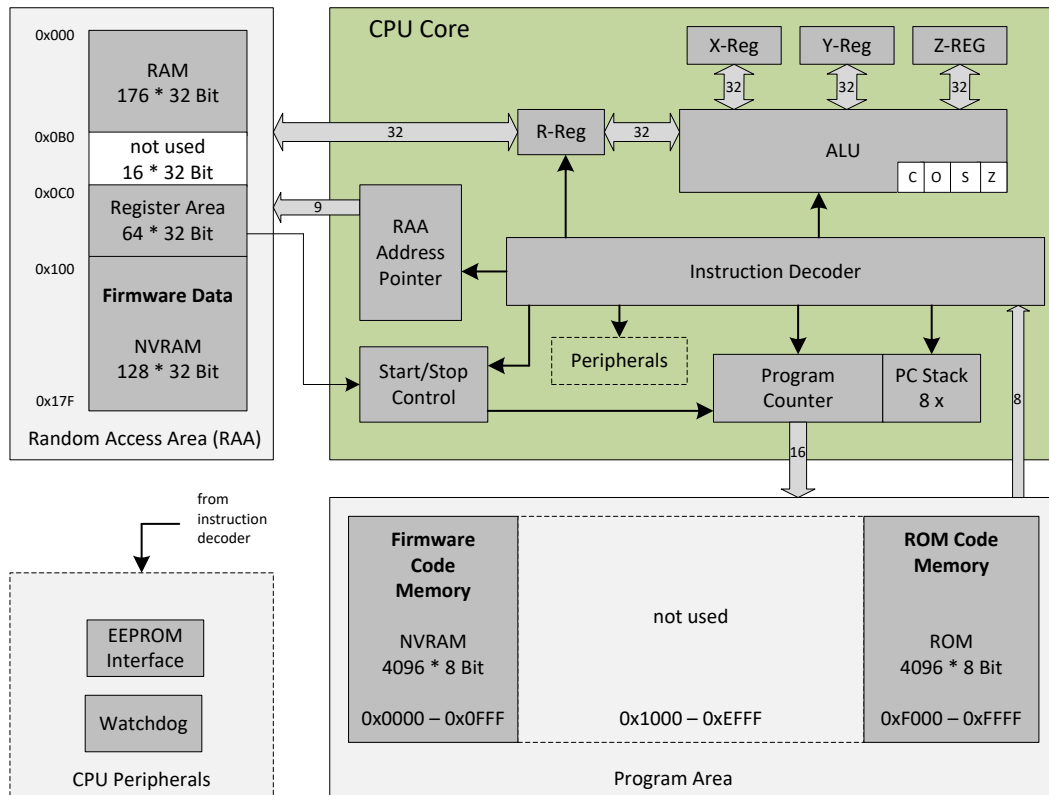 0x000
RAM
176 * 32 Bit
0x0B0
not used
16 * 32 Bit
0x0C0
Register Area
64 * 32 Bit
0x100
Firmware Data
NVRAM
128 * 32 Bit
0x17F
Random Access Area (RAA)
CPU Core
X-Reg
Y-Reg
Z-REG
32
32
32
32
R-Reg
32
ALU
C O S Z
9
RAA
Address
Pointer
Instruction Decoder
Peripherals
Start/Stop
Control
Program
Counter
PC Stack
8 x
8
16
from
instruction
decoder
EEPROM
Interface
Watchdog
CPU Peripherals
Firmware
Code
Memory
NVRAM
4096 * 8 Bit
0x0000 – 0x0FFF
not used
0x1000 – 0xEFFF
ROM Code
Memory
ROM
4096 * 8 Bit
0xF000 – 0xFFFF
Program Area